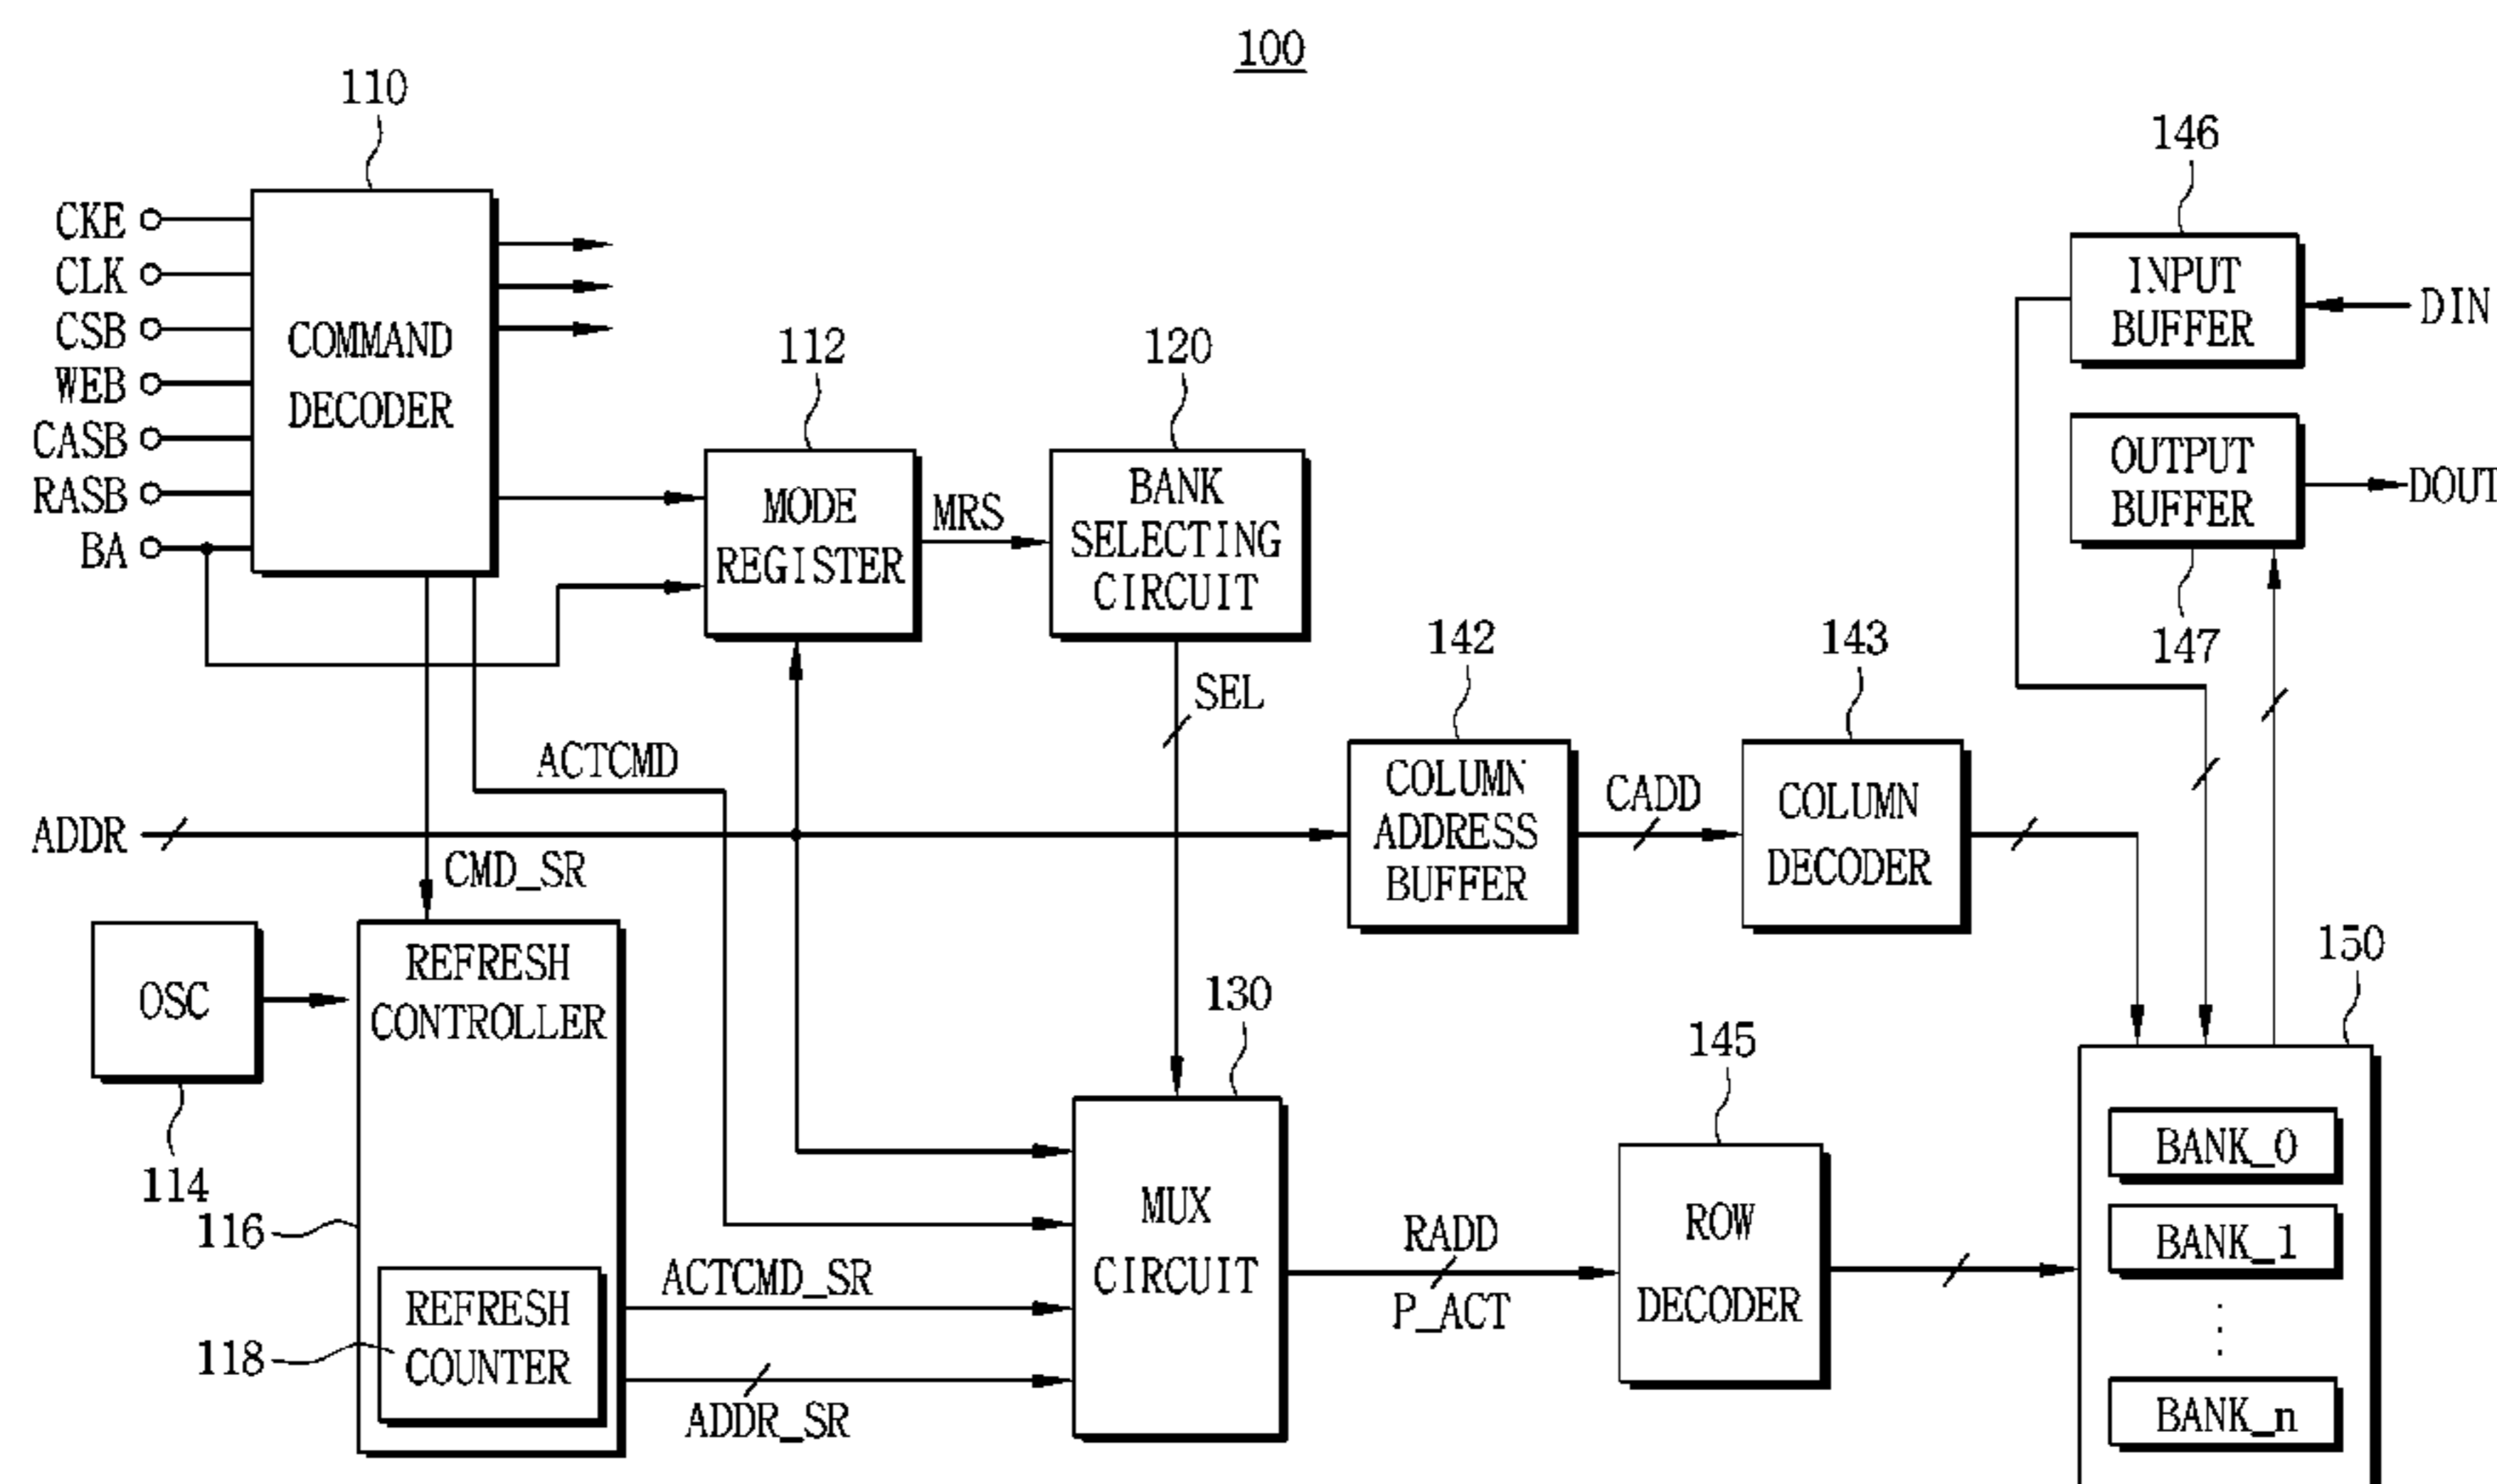 100
110
146
CKE
CLK
CSB
WEB
CASB
RASB
BA
COMMAND
DECODER
INPUT
BUFFER
DIN
112
120
OUTPUT
BUFFER
DOUT
MODE
REGISTER
MRS
BANK
SELECTING
CIRCUIT
147
142
143
SEL
ACTCMD
ADDR
COLUMN
ADDRESS
BUFFER
CADD
COLUMN
DECODER
CMD_SR
150
OSC
REFRESH
CONTROLLER
130
145
114
116
BANK_0
MUX
CIRCUIT
RADD
P_ACT
ROW
DECODER
BANK_1
ACTCMD_SR
REFRESH
COUNTER
118
ADDR_SR
BANK_n